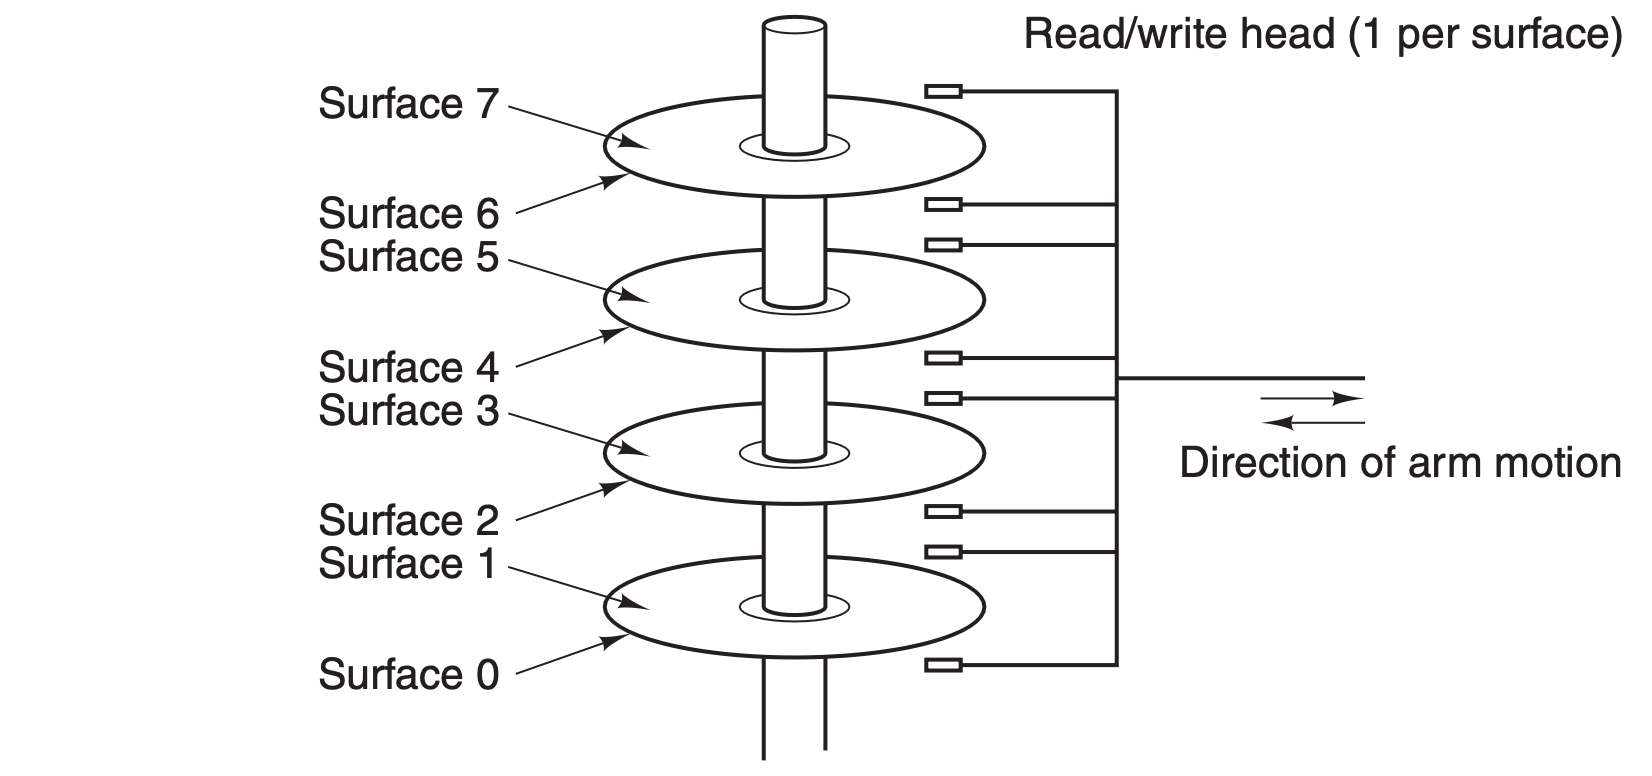 Read/write head (1 per surface)
Surface 7
Surface 6
Surface 5
Surface 4
Surface 3
Direction of arm motion
Surface 2
Surface 1
Surface 0